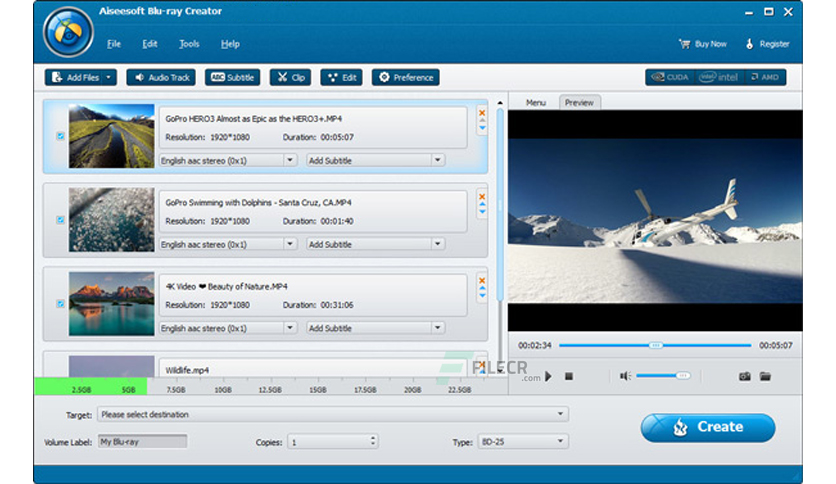 Aiseesoft Blu-ray Creator
File Edit Tools Help
Buy Now Register
Add Files Audio Track ABC Subtitle Clip Edit Preference
CUDA intel AMD
Menu Preview
GoPro HERO3 Almost as Epic as the HERO3+.MP4
Resolution: 1920*1080 Duration: 00:05:07
English aac stereo (0x1) Add Subtitle
GoPro Swimming with Dolphins - Santa Cruz, CA.MP4
Resolution: 1920*1080 Duration: 00:01:40
English aac stereo (0x1) Add Subtitle
4K Video ❤ Beauty of Nature.MP4
Resolution: 1920*1080 Duration: 00:31:06
English aac stereo (0x1) Add Subtitle
Wildlife.mp4
00:02:34 00:05:07
FILECR
.com
2.5GB 5GB 7.5GB 10GB 12.5GB 15GB 17.5GB 20GB 22.5GB
Target: Please select destination
Volume Label: My Blu-ray Copies: 1 Type: BD-25
Create